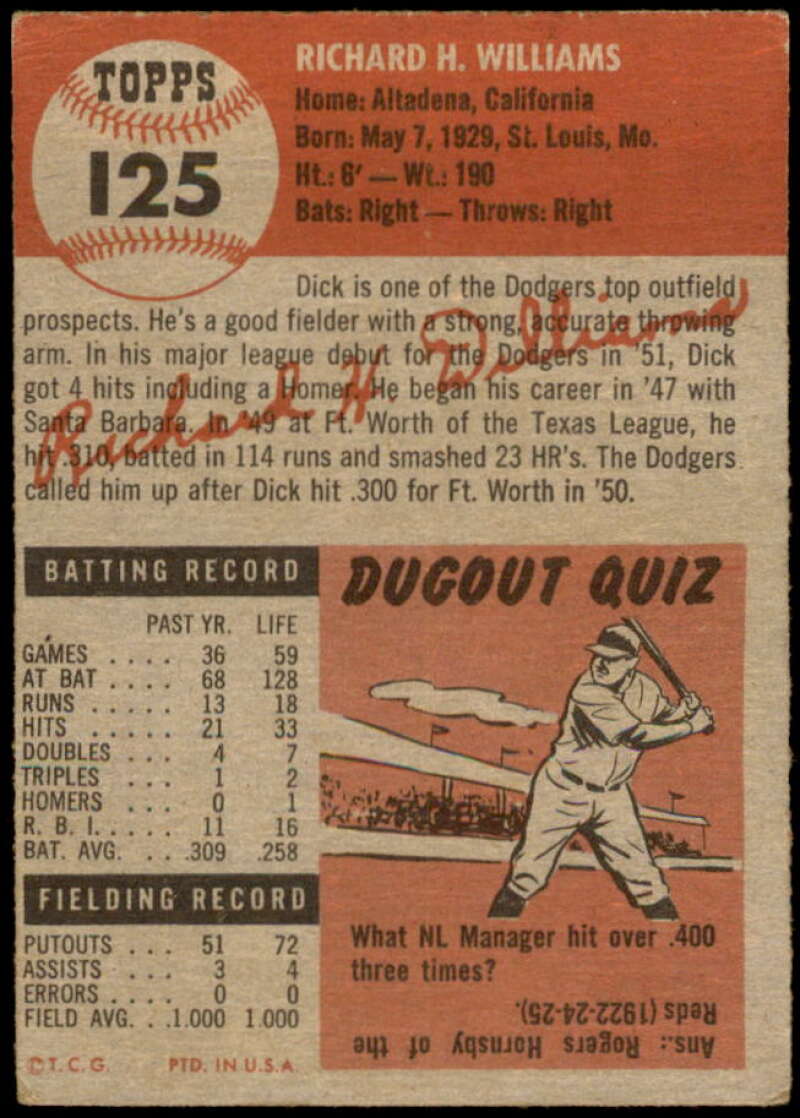 TOPPS
125
RICHARD H. WILLIAMS
Home: Altadena, California
Born: May 7, 1929, St. Louis, Mo.
Ht.: 6' — Wt.: 190
Bats: Right — Throws: Right
Dick is one of the Dodgers top outfield
prospects. He's a good fielder with a strong, accurate throwing
arm. In his major league debut for the Dodgers in '51, Dick
got 4 hits including a Homer. He began his career in '47 with
Santa Barbara. In '49 at Ft. Worth of the Texas League, he
hit .310, batted in 114 runs and smashed 23 HR's. The Dodgers
called him up after Dick hit .300 for Ft. Worth in '50.
Richard H. Williams
BATTING RECORD
PAST YR. LIFE
GAMES .... 36 59
AT BAT .... 68 128
RUNS ..... 13 18
HITS ..... 21 33
DOUBLES ... 4 7
TRIPLES ... 1 2
HOMERS ... 0 1
R. B. I. .... 11 16
BAT. AVG. ... .309 .258
FIELDING RECORD
PUTOUTS ... 51 72
ASSISTS ... 3 4
ERRORS .... 0 0
FIELD AVG. . .1.000 1.000
©T. C. G. PTD. IN U.S.A.
DUGOUT QUIZ
What NL Manager hit over .400
three times?
Ans.: Rogers Hornsby of the
Reds (1922-24-25).